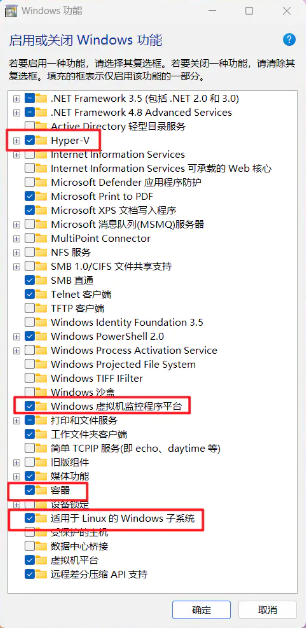 Windows 功能
启用或关闭 Windows 功能
若要启用一种功能，请选择其复选框。若要关闭一种功能，请清除其
复选框。填充的框表示仅启用该功能的一部分。
.NET Framework 3.5 (包括 .NET 2.0 和 3.0)
.NET Framework 4.8 Advanced Services
Active Directory 轻型目录服务
Hyper-V
Internet Information Services
Internet Information Services 可承载的 Web 核心
Microsoft Defender 应用程序防护
Microsoft Print to PDF
Microsoft XPS 文档写入程序
Microsoft 消息队列(MSMQ)服务器
MultiPoint Connector
NFS 服务
SMB 1.0/CIFS 文件共享支持
SMB 直通
Telnet 客户端
TFTP 客户端
Windows Identity Foundation 3.5
Windows PowerShell 2.0
Windows Process Activation Service
Windows Projected File System
Windows TIFF IFilter
Windows 沙盒
Windows 虚拟机监控程序平台
打印和文件服务
工作文件夹客户端
简单 TCPIP 服务(即 echo、daytime 等)
旧版组件
媒体功能
容器
设备锁定
适用于 Linux 的 Windows 子系统
受保护的主机
数据中心桥接
虚拟机平台
远程差分压缩 API 支持
确定
取消